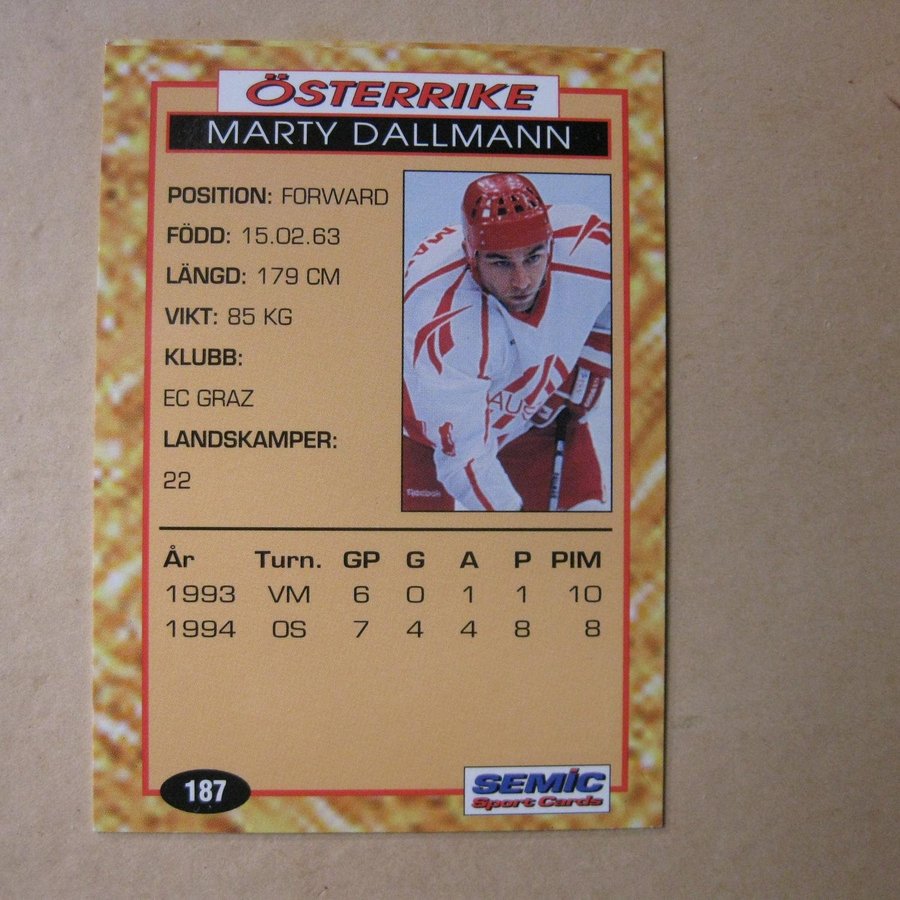 ÖSTERRIKE
MARTY DALLMANN
POSITION: FORWARD
FÖDD: 15.02.63
LÄNGD: 179 CM
VIKT: 85 KG
KLUBB:
EC GRAZ
LANDSKAMPER:
22
AUS
Reebok
År Turn. GP G A P PIM
1993 VM 6 0 1 1 10
1994 OS 7 4 4 8 8
187
SEMIC
Sport Cards